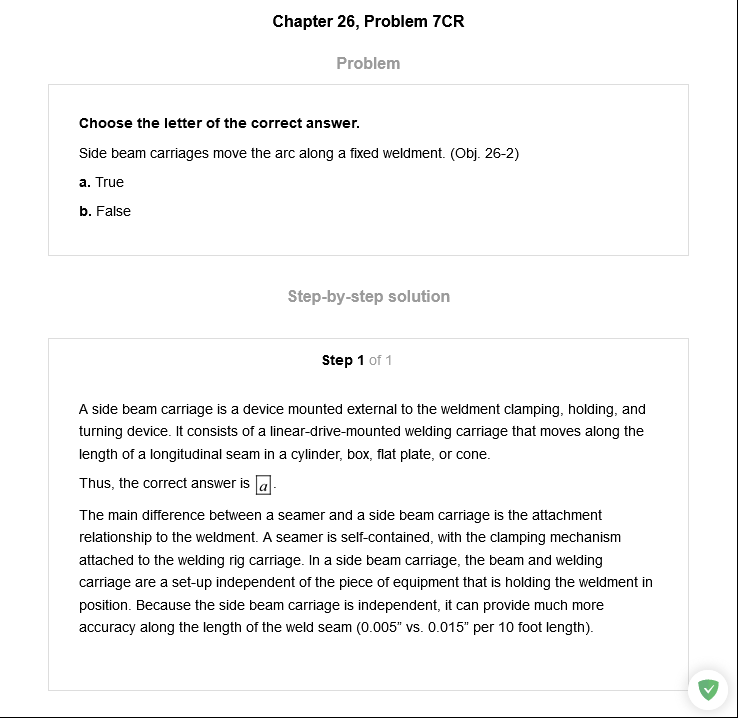 Chapter 26, Problem 7CR
Problem
Choose the letter of the correct answer.
Side beam carriages move the arc along a fixed weldment. (Obj. 26-2)
a. True
b. False
Step-by-step solution
Step 1 of 1
A side beam carriage is a device mounted external to the weldment clamping, holding, and
turning device. It consists of a linear-drive-mounted welding carriage that moves along the
length of a longitudinal seam in a cylinder, box, flat plate, or cone.
Thus, the correct answer is a.
The main difference between a seamer and a side beam carriage is the attachment
relationship to the weldment. A seamer is self-contained, with the clamping mechanism
attached to the welding rig carriage. In a side beam carriage, the beam and welding
carriage are a set-up independent of the piece of equipment that is holding the weldment in
position. Because the side beam carriage is independent, it can provide much more
accuracy along the length of the weld seam (0.005” vs. 0.015” per 10 foot length).